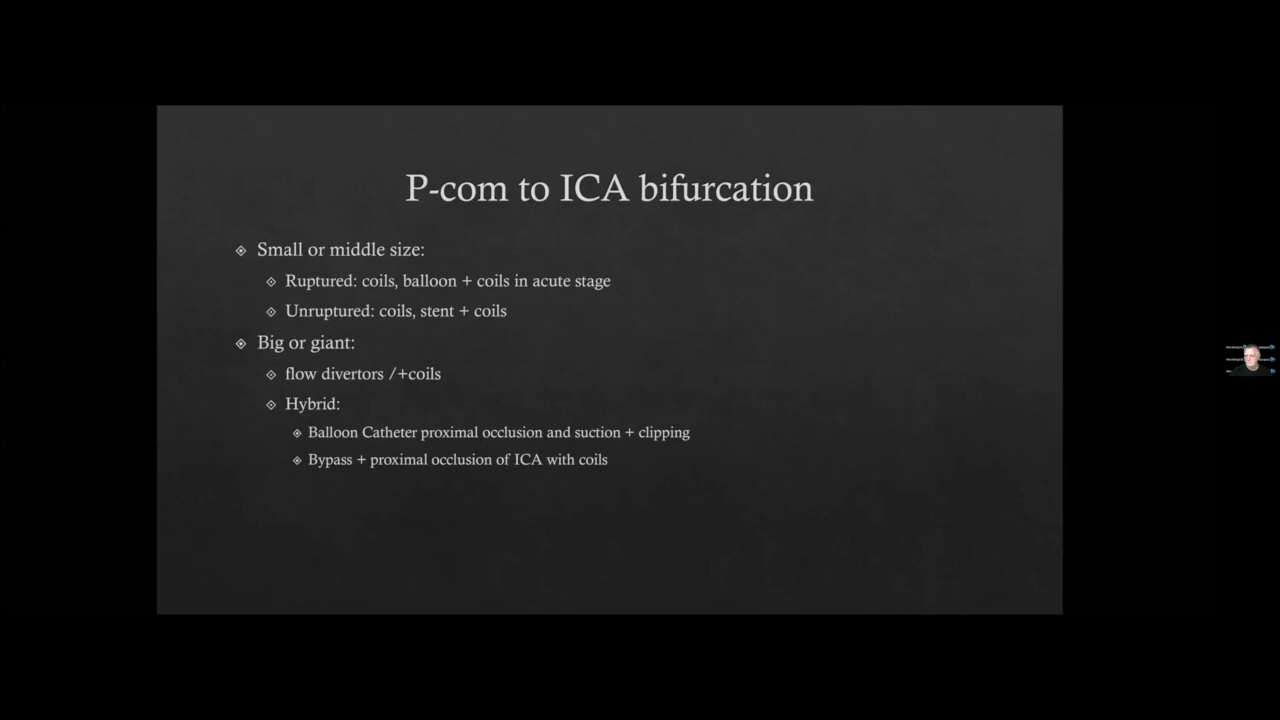 P-com to ICA bifurcation
Small or middle size:
Ruptured: coils, balloon + coils in acute stage
Unruptured: coils, stent + coils
Big or giant:
flow divertors /+coils
Hybrid:
Balloon Catheter proximal occlusion and suction + clipping
Bypass + proximal occlusion of ICA with coils